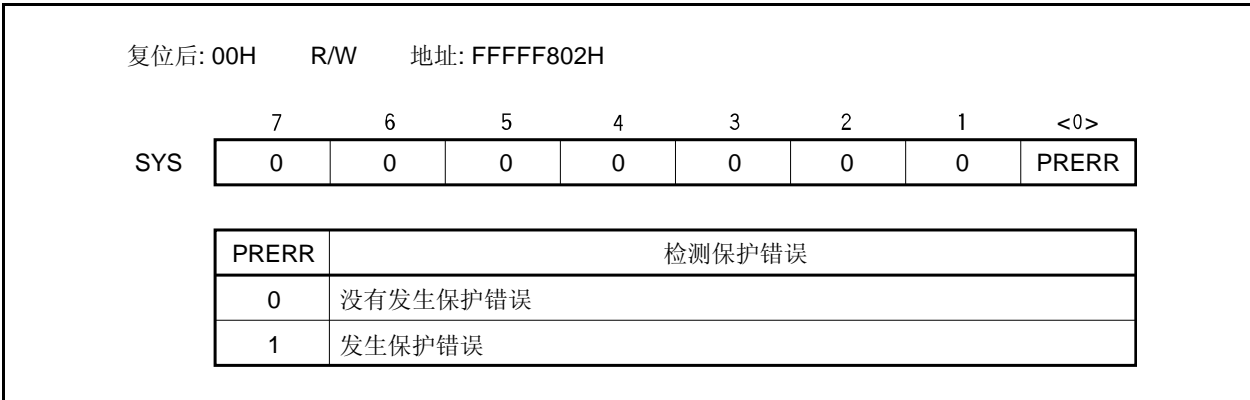 复位后: 00H R/W 地址: FFFFF802H
7 6 5 4 3 2 1 <0>
SYS 0 0 0 0 0 0 0 PRERR
PRERR 检测保护错误
0 没有发生保护错误
1 发生保护错误